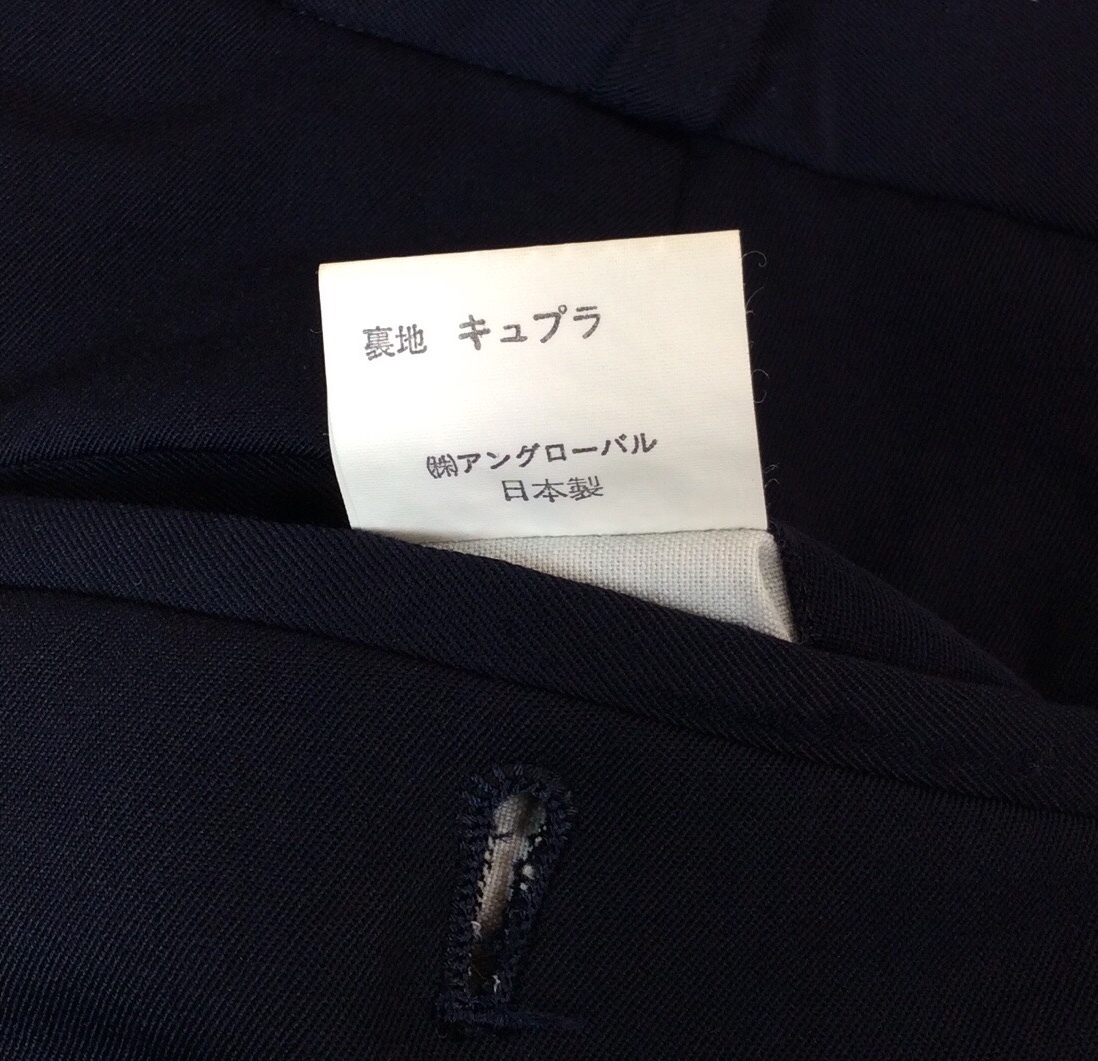 裏地 キュプラ
㈱アングローバル
日本製